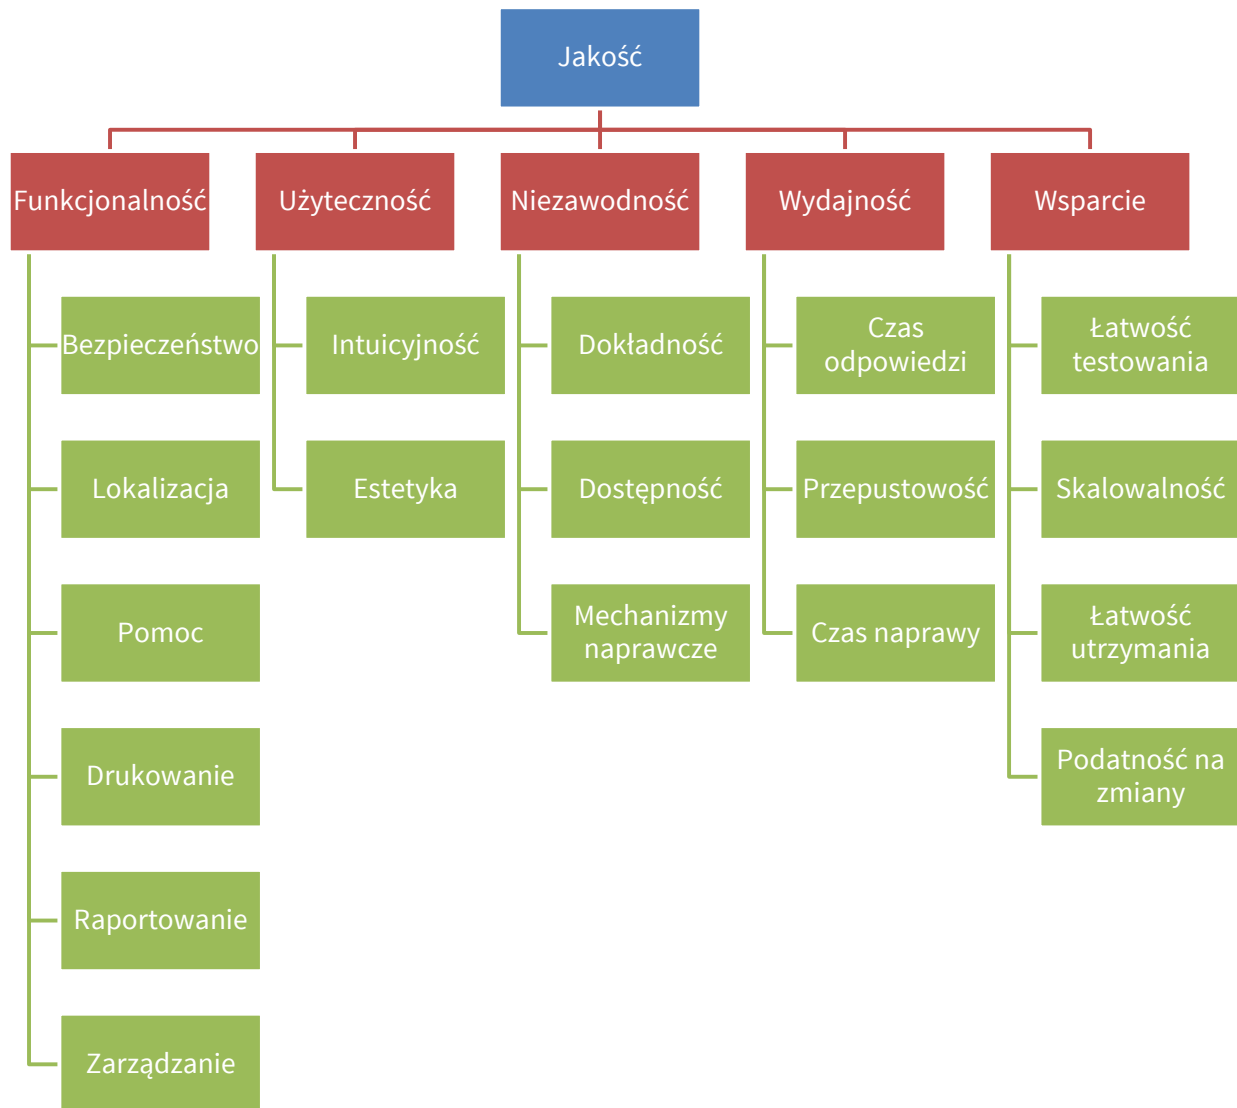 Jakość
Funkcjonalność
Użyteczność
Niezawodność
Wydajność
Wsparcie
Bezpieczeństwo
Intuicyjność
Dokładność
Czas
odpowiedzi
Łatwość
testowania
Lokalizacja
Estetyka
Dostępność
Przepustowość
Skalowalność
Pomoc
Mechanizmy
naprawcze
Czas naprawy
Łatwość
utrzymania
Drukowanie
Podatność na
zmiany
Raportowanie
Zarządzanie